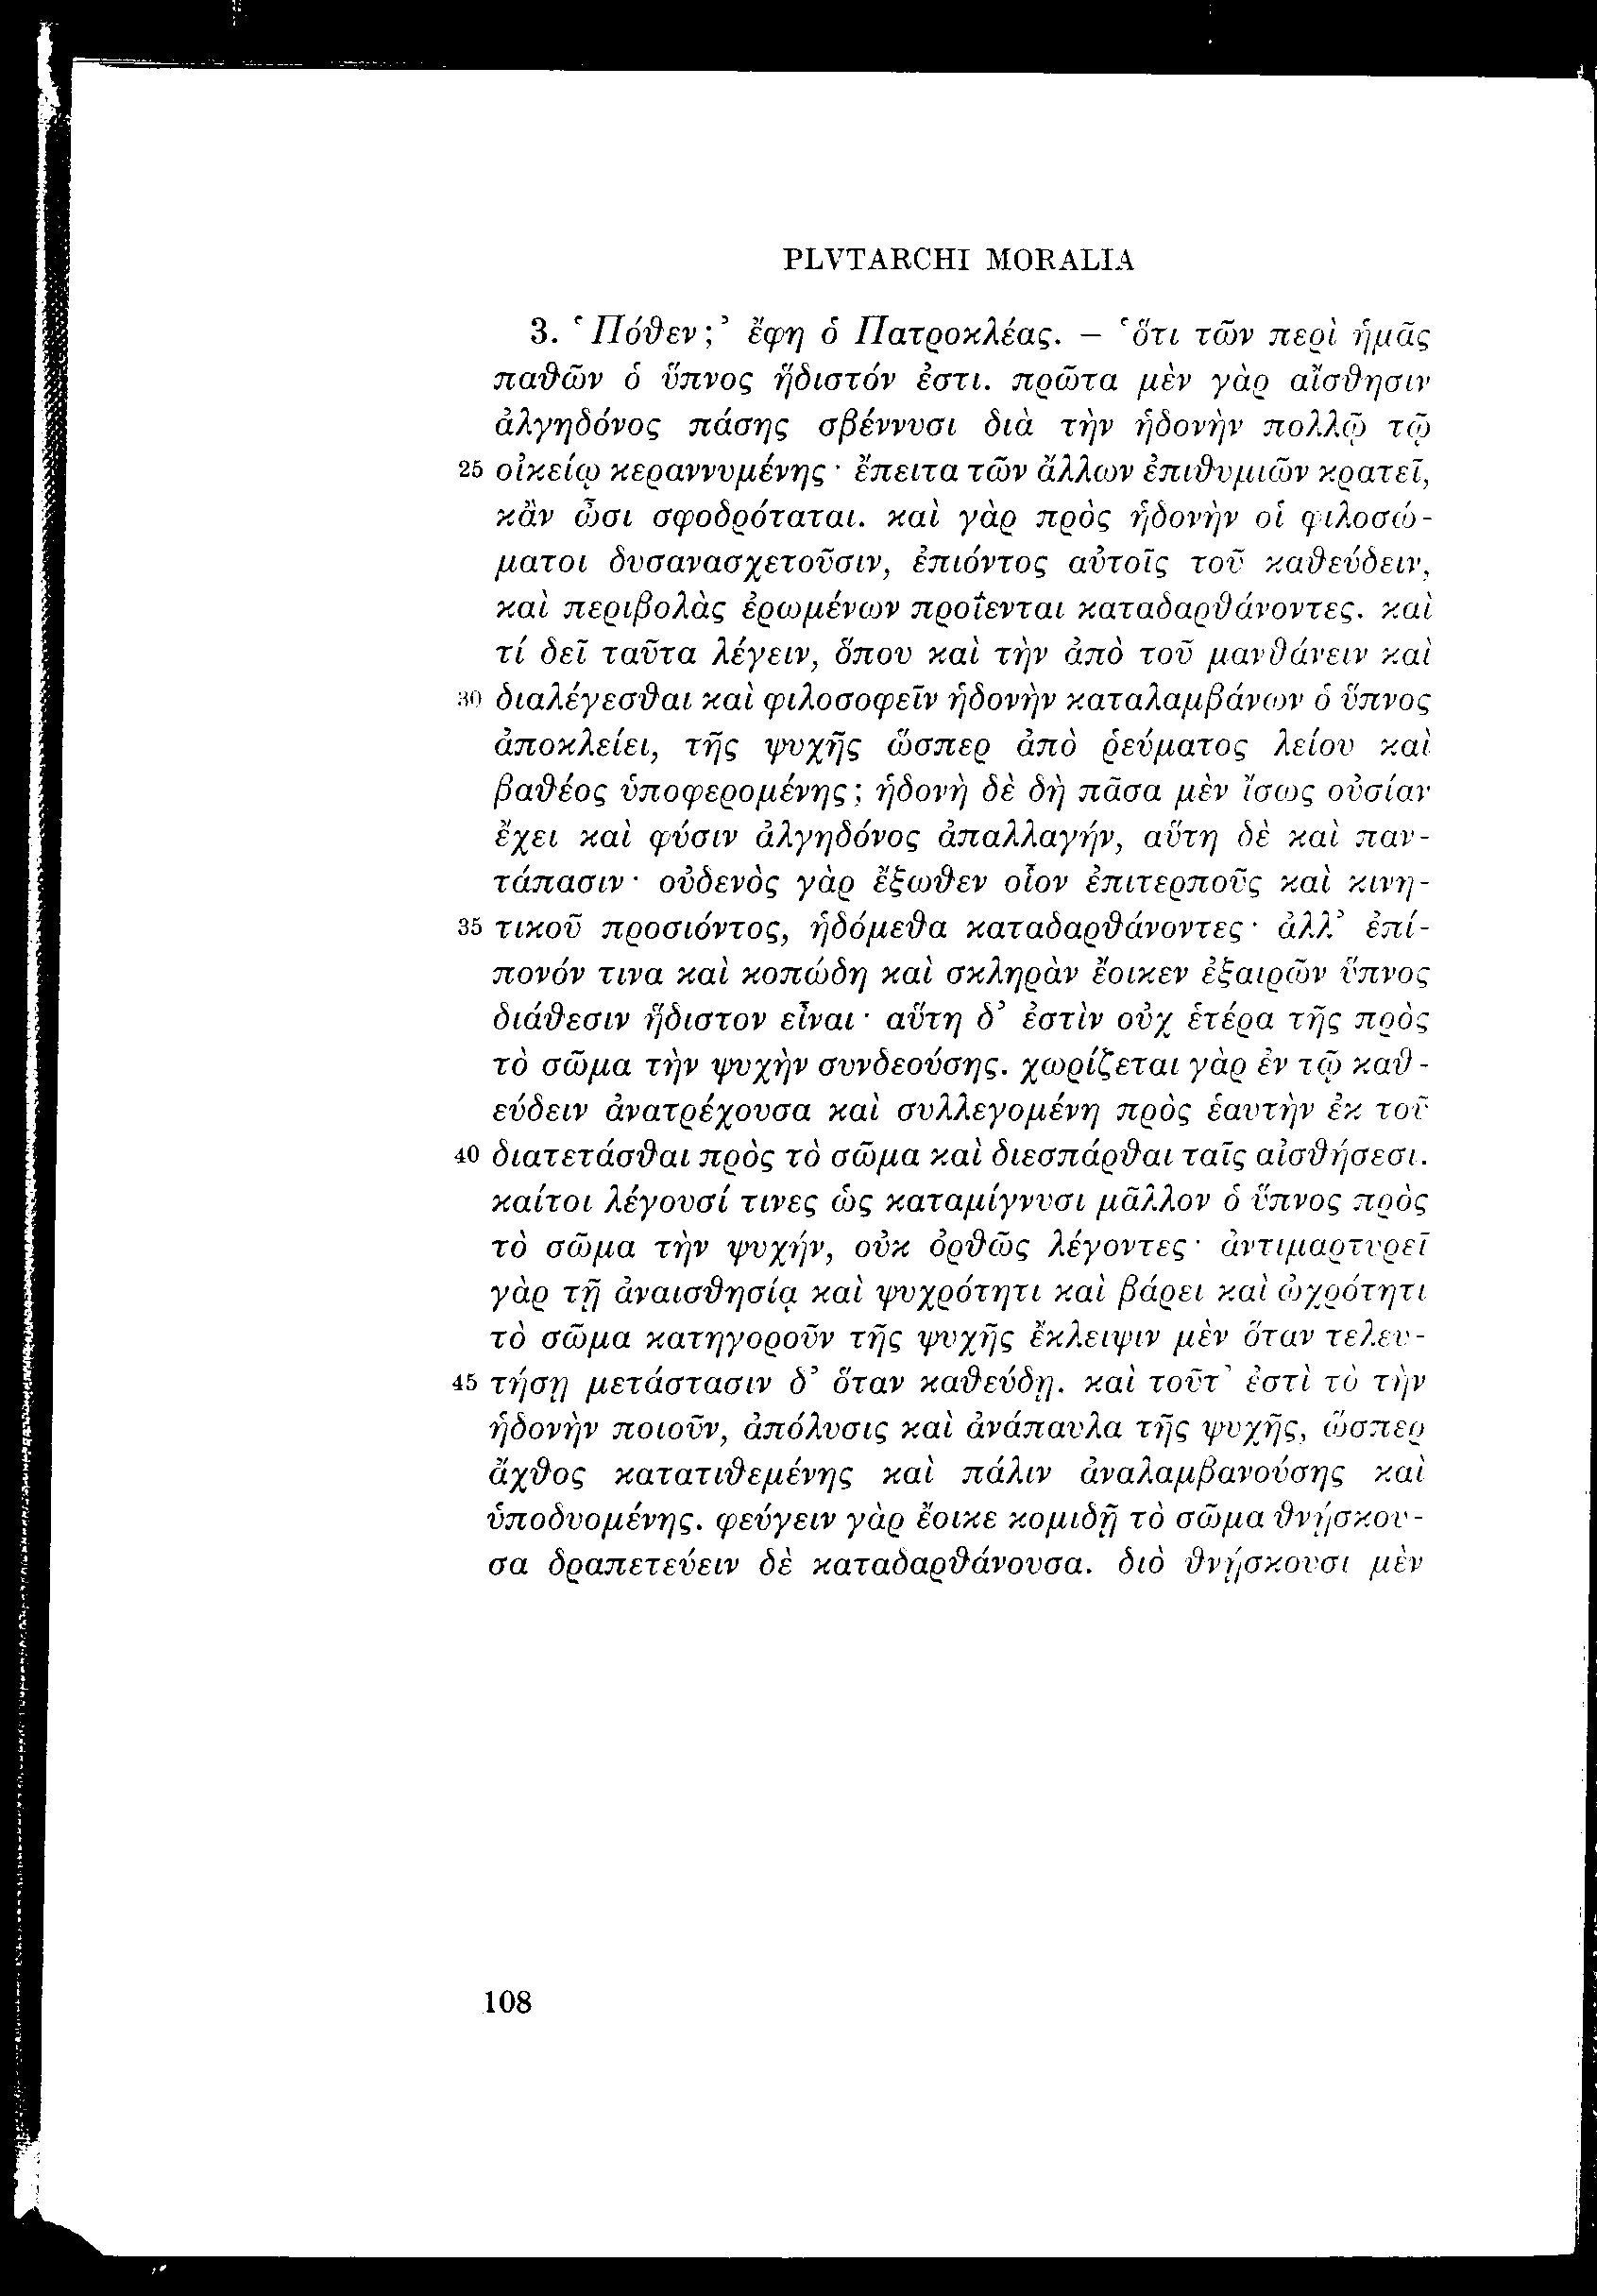 PLVTARCHI MORALIA
3. ‘Πόθεν;’ ἔφη ὁ Πατροκλέας. – ‘ὅτι τῶν περὶ ἡμᾶς
παθῶν ὁ ὕπνος ἥδιστόν ἐστι. πρῶτα μὲν γὰρ αἴσθησιν
ἀλγηδόνος πάσης σβέννυσι διὰ τὴν ἡδονὴν πολλῷ τῷ
25 οἰκείῳ κεραννυμένης· ἔπειτα τῶν ἄλλων ἐπιθυμιῶν κρατεῖ,
κἂν ὦσι σφοδρόταται. καὶ γὰρ πρὸς ἡδονὴν οἱ φιλοσώ-
ματοι δυσανασχετοῦσιν, ἐπιόντος αὐτοῖς τοῦ καθεύδειν,
καὶ περιβολὰς ἐρωμένων προΐενται καταδαρθάνοντες. καὶ
τί δεῖ ταῦτα λέγειν, ὅπου καὶ τὴν ἀπὸ τοῦ μανθάνειν καὶ
30 διαλέγεσθαι καὶ φιλοσοφεῖν ἡδονὴν καταλαμβάνων ὁ ὕπνος
ἀποκλείει, τῆς ψυχῆς ὥσπερ ἀπὸ ῥεύματος λείου καὶ
βαθέος ὑποφερομένης; ἡδονὴ δὲ δὴ πᾶσα μὲν ἴσως οὐσίαν
ἔχει καὶ φύσιν ἀλγηδόνος ἀπαλλαγήν, αὕτη δὲ καὶ παν-
τάπασιν· οὐδενὸς γὰρ ἔξωθεν οἷον ἐπιτερποῦς καὶ κινη-
35 τικοῦ προσιόντος, ἡδόμεθα καταδαρθάνοντες· ἀλλ’ ἐπί-
πονόν τινα καὶ κοπώδη καὶ σκληρὰν ἔοικεν ἐξαιρῶν ὕπνος
διάθεσιν ἥδιστον εἶναι· αὕτη δ’ ἐστὶν οὐχ ἑτέρα τῆς πρὸς
τὸ σῶμα τὴν ψυχὴν συνδεούσης. χωρίζεται γὰρ ἐν τῷ καθ-
εύδειν ἀνατρέχουσα καὶ συλλεγομένη πρὸς ἑαυτὴν ἐκ τοῦ
40 διατετάσθαι πρὸς τὸ σῶμα καὶ διεσπάρθαι ταῖς αἰσθήσεσι.
καίτοι λέγουσί τινες ὡς καταμίγνυσι μᾶλλον ὁ ὕπνος πρὸς
τὸ σῶμα τὴν ψυχήν, οὐκ ὀρθῶς λέγοντες· ἀντιμαρτυρεῖ
γὰρ τῇ ἀναισθησίᾳ καὶ ψυχρότητι καὶ βάρει καὶ ὠχρότητι
τὸ σῶμα κατηγοροῦν τῆς ψυχῆς ἔκλειψιν μὲν ὅταν τελευ-
45 τήσῃ μετάστασιν δ’ ὅταν καθεύδῃ. καὶ τοῦτ’ ἐστὶ τὸ τὴν
ἡδονὴν ποιοῦν, ἀπόλυσις καὶ ἀνάπαυλα τῆς ψυχῆς, ὥσπερ
ἄχθος κατατιθεμένης καὶ πάλιν ἀναλαμβανούσης καὶ
ὑποδυομένης. φεύγειν γὰρ ἔοικε κομιδῇ τὸ σῶμα θνῄσκου-
σα δραπετεύειν δὲ καταδαρθάνουσα. διὸ θνῄσκουσι μὲν
108